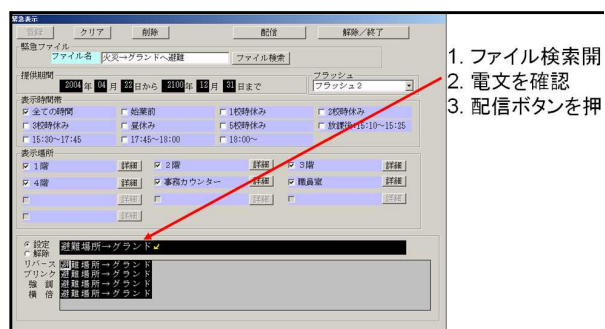 緊急表示
登録 クリア 削除 配信 解除／終了
緊急ファイル
ファイル名 火災→グランドへ避難 ファイル検索
提供期間 フラッシュ
2004 年 04 月 22 日から 2100年 12 月 31 日まで フラッシュ２
表示時間帯
全ての時間 始業前 1校時休み 2校時休み
3校時休み 昼休み 5校時休み 放課後:15:10～15:25
15:30～17:45 17:45～18:00 18:00～
表示場所
１階 詳細 ２階 詳細 ３階 詳細
４階 詳細 事務カウンター 詳細 職員室 詳細
詳細 詳細 詳細
詳細
設定 避難場所→グランド
解除
リバース 避難場所→グランド
ブリンク 避難場所→グランド
強調 避難場所→グランド
横倍 避難場所→グランド
1. ファイル検索開
2. 電文を確認
3. 配信ボタンを押